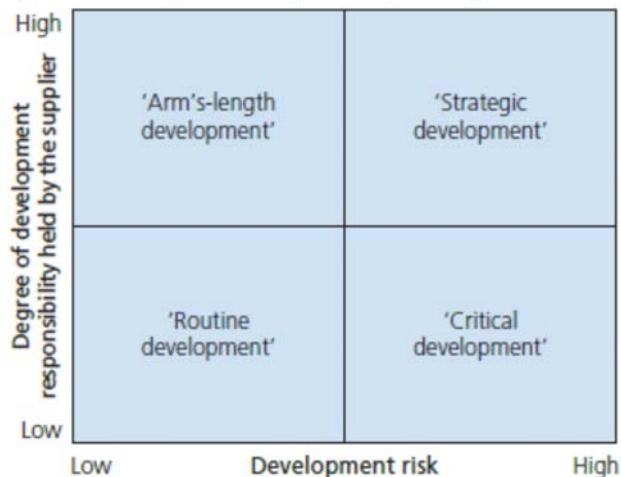 High
'Arm's-length
development'
'Strategic
development'
Degree of development
responsibility held by the supplier
'Routine
development'
'Critical
development'
Low
Low
Development risk
High